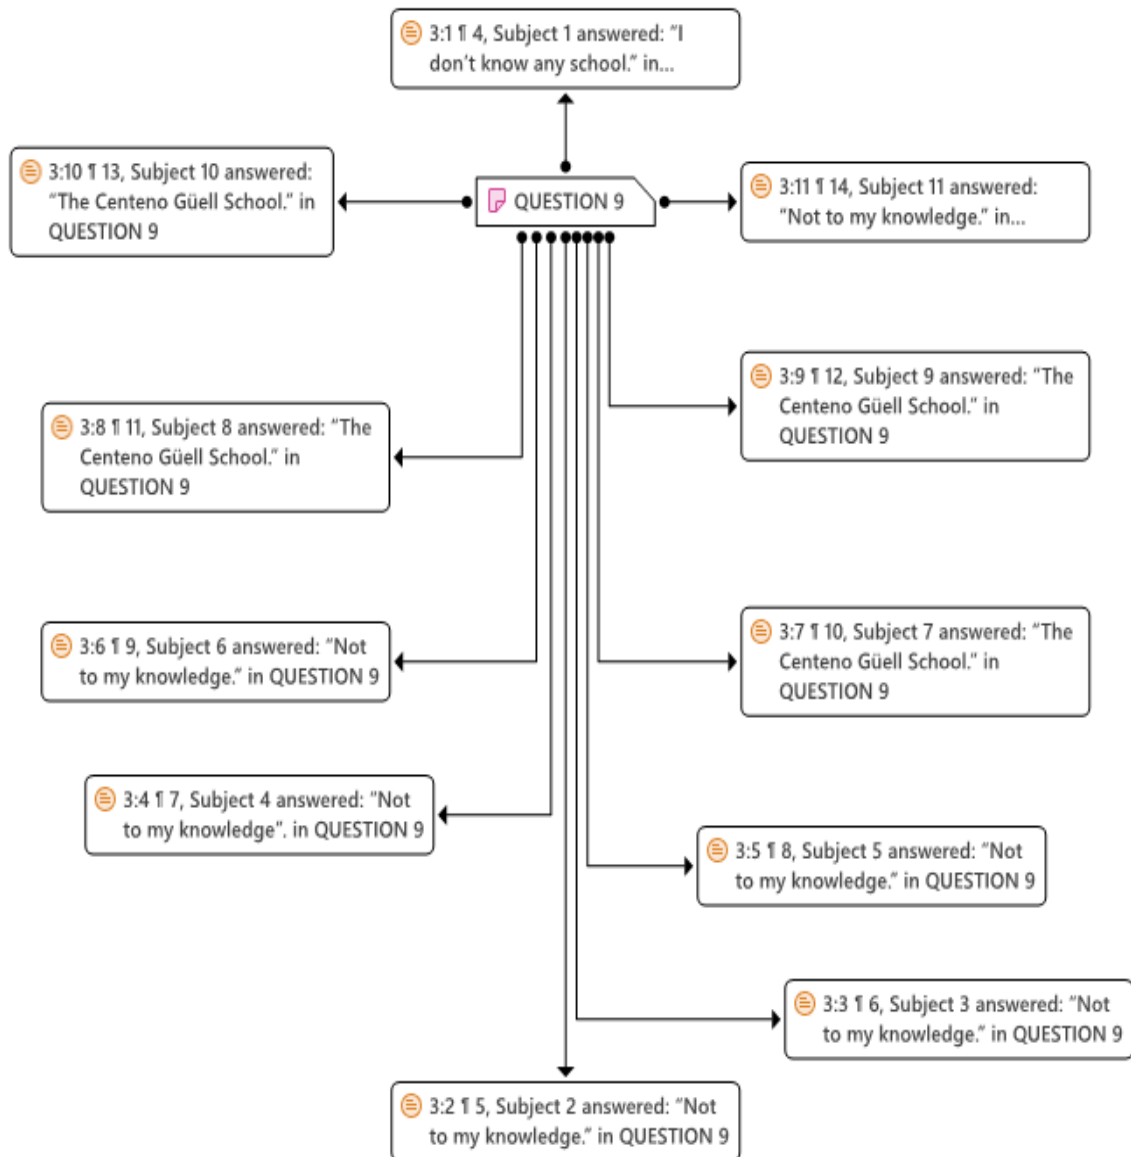 3:1 ¶ 4, Subject 1 answered: “I
don’t know any school.” in...
3:10 ¶ 13, Subject 10 answered:
“The Centeno Güell School.” in
QUESTION 9
QUESTION 9
3:11 ¶ 14, Subject 11 answered:
“Not to my knowledge.” in...
3:9 ¶ 12, Subject 9 answered: “The
Centeno Güell School.” in
QUESTION 9
3:8 ¶ 11, Subject 8 answered: “The
Centeno Güell School.” in
QUESTION 9
3:6 ¶ 9, Subject 6 answered: “Not
to my knowledge.” in QUESTION 9
3:7 ¶ 10, Subject 7 answered: “The
Centeno Güell School.” in
QUESTION 9
3:4 ¶ 7, Subject 4 answered: “Not
to my knowledge”. in QUESTION 9
3:5 ¶ 8, Subject 5 answered: “Not
to my knowledge.” in QUESTION 9
3:3 ¶ 6, Subject 3 answered: “Not
to my knowledge.” in QUESTION 9
3:2 ¶ 5, Subject 2 answered: “Not
to my knowledge.” in QUESTION 9